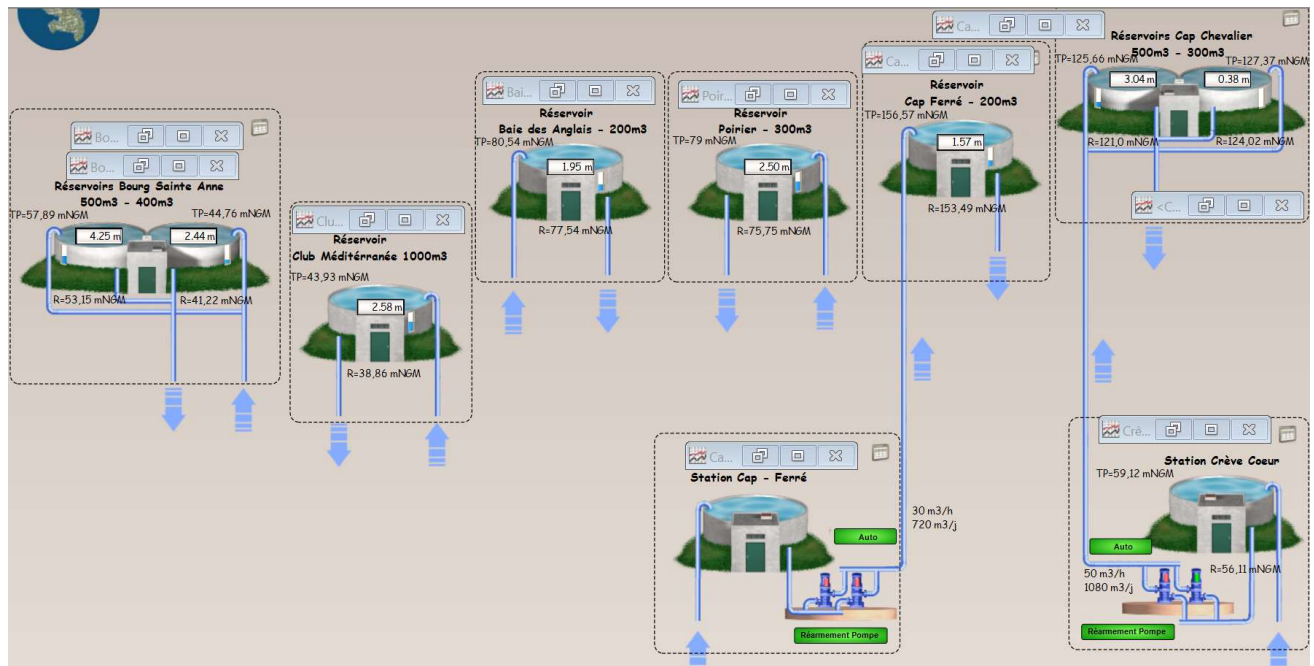 Bo...
Bo...
Réservoirs Bourg Sainte Anne
500m3 - 400m3
TP=57,89 mNGM
TP=44,76 mNGM
4.25 m
2.44 m
R=53,15 mNGM
R=41,22 mNGM
Clu...
Réservoir
Club Méditérranée 1000m3
TP=43,93 mNGM
2.58 m
R=38,86 mNGM
Bai...
Réservoir
Baie des Anglais - 200m3
TP=80,54 mNGM
1.95 m
R=77,54 mNGM
Poir...
Réservoir
Poirier - 300m3
TP=79 mNGM
2.50 m
R=75,75 mNGM
Ca...
Ca...
Réservoir
Cap Ferré - 200m3
TP=156,57 mNGM
1.57 m
R=153,49 mNGM
Réservoirs Cap Chevalier
500m3 - 300m3
TP=125,66 mNGM
TP=127,37 mNGM
3.04 m
0.38 m
R=121,0 mNGM
R=124,02 mNGM
<C...
Ca...
Station Cap - Ferré
30 m3/h
720 m3/j
Auto
Réarmement Pompe
Crè...
Station Crève Coeur
TP=59,12 mNGM
Auto
50 m3/h
1080 m3/j
R=56,11 mNGM
Réarmement Pompe